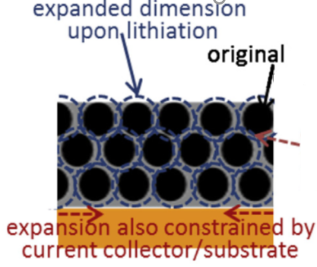 expanded dimension
upon lithiation
original
expansion also constrained by
current collector/substrate